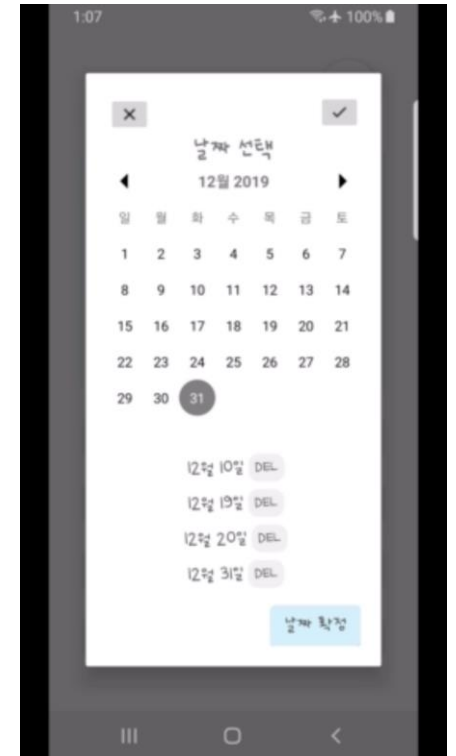 1:07 100%
날짜 선택
12월 2019
일 월 화 수 목 금 토
1 2 3 4 5 6 7
8 9 10 11 12 13 14
15 16 17 18 19 20 21
22 23 24 25 26 27 28
29 30 31
12월 10일 DEL
12월 19일 DEL
12월 20일 DEL
12월 31일 DEL
날짜 확정